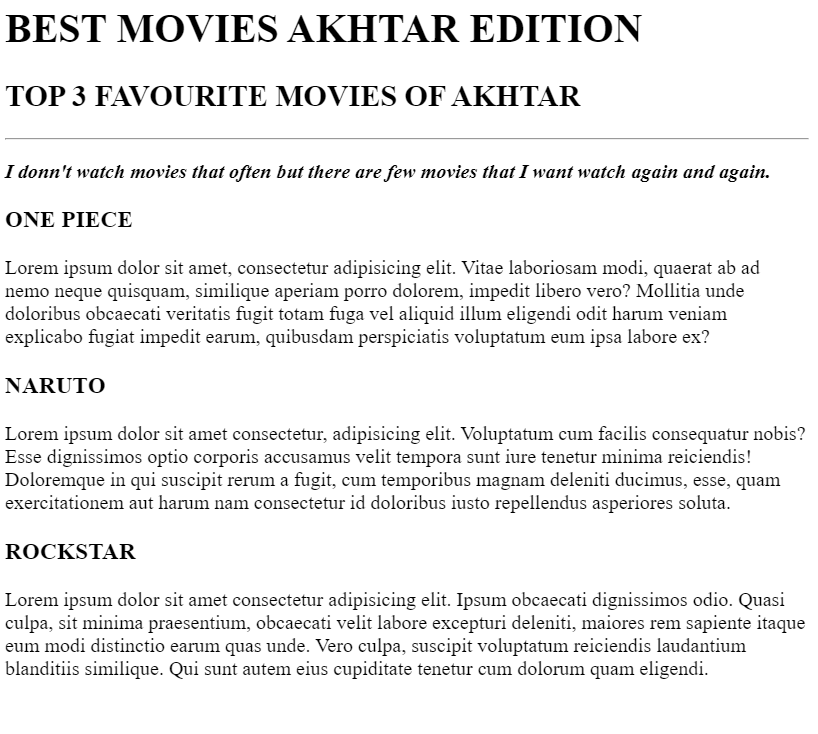 BEST MOVIES AKHTAR EDITION
TOP 3 FAVOURITE MOVIES OF AKHTAR
I donn't watch movies that often but there are few movies that I want watch again and again.
ONE PIECE
Lorem ipsum dolor sit amet, consectetur adipisicing elit. Vitae laboriosam modi, quaerat ab ad
nemo neque quisquam, similique aperiam porro dolorem, impedit libero vero? Mollitia unde
doloribus obcaecati veritatis fugit totam fuga vel aliquid illum eligendi odit harum veniam
explicabo fugiat impedit earum, quibusdam perspiciatis voluptatum eum ipsa labore ex?
NARUTO
Lorem ipsum dolor sit amet consectetur, adipisicing elit. Voluptatum cum facilis consequatur nobis?
Esse dignissimos optio corporis accusamus velit tempora sunt iure tenetur minima reiciendis!
Doloremque in qui suscipit rerum a fugit, cum temporibus magnam deleniti ducimus, esse, quam
exercitationem aut harum nam consectetur id doloribus iusto repellendus asperiores soluta.
ROCKSTAR
Lorem ipsum dolor sit amet consectetur adipisicing elit. Ipsum obcaecati dignissimos odio. Quasi
culpa, sit minima praesentium, obcaecati velit labore excepturi deleniti, maiores rem sapiente itaque
eum modi distinctio earum quas unde. Vero culpa, suscipit voluptatum reiciendis laudantium
blanditiis similique. Qui sunt autem eius cupiditate tenetur cum dolorum quam eligendi.